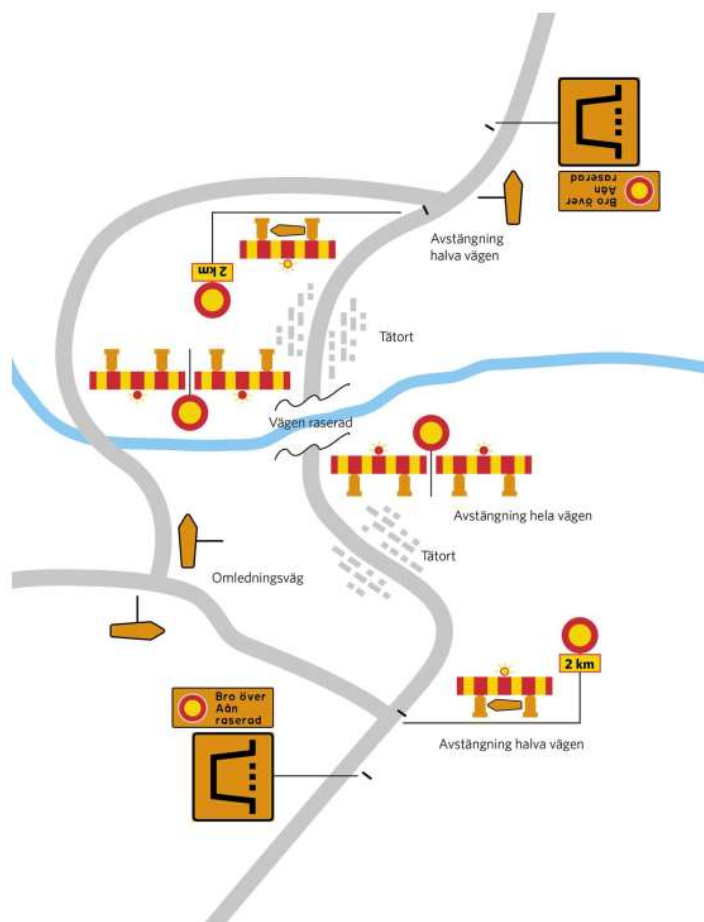 Bro över
Aån
raserad
Avstängning
halva vägen
2 km
Tätort
Vägen raserad
Avstängning hela vägen
Tätort
Omledningsväg
2 km
Bro över
Aån
raserad
Avstängning halva vägen